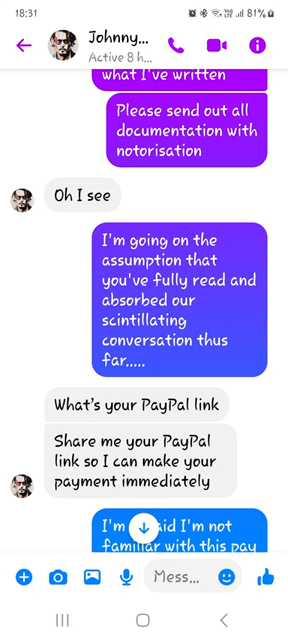 18:31
81%
Johnny...
Active 8 h...
what I've written
Please send out all
documentation with
notorisation
Oh I see
I'm going on the
assumption that
you've fully read and
absorbed our
scintillating
conversation thus
far.....
What's your PayPal link
Share me your PayPal
link so I can make your
payment immediately
I'm not
familiar with this pay
Mess...